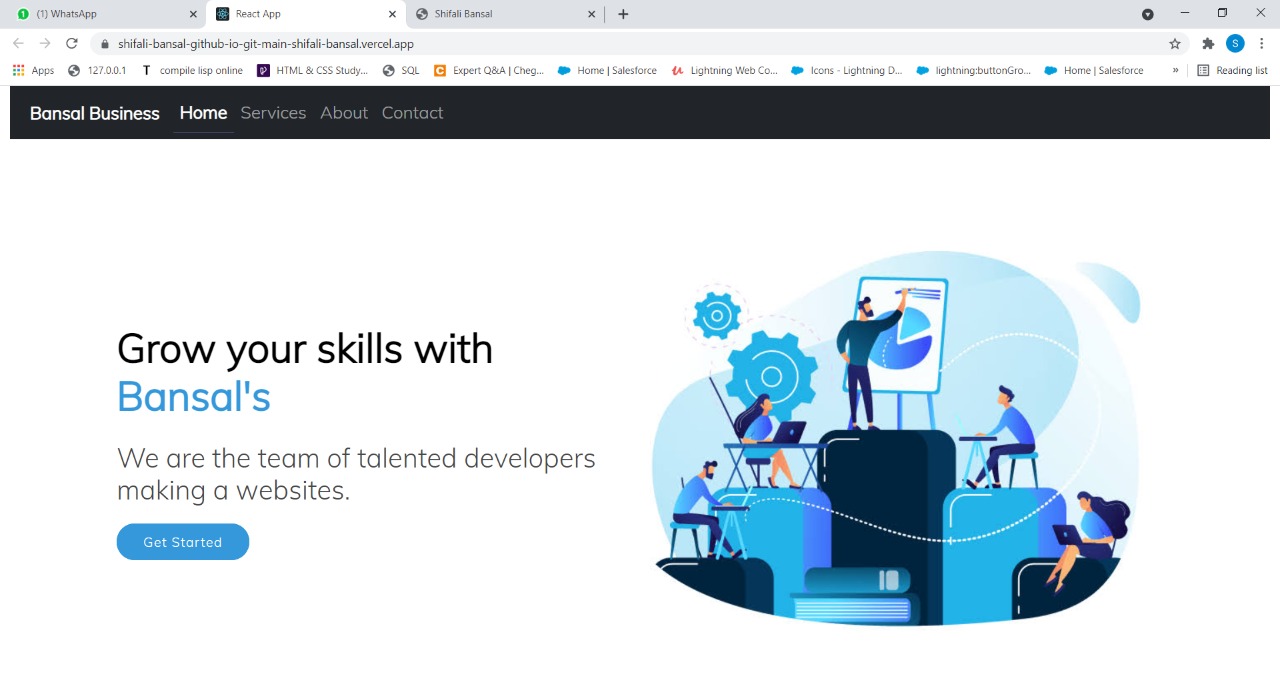 (1) WhatsApp
React App
Shifali Bansal
shifali-bansal-github-io-git-main-shifali-bansal.vercel.app
S
Apps
127.0.0.1
T compile lisp online
HTML & CSS Study...
SQL
C Expert Q&A | Cheg...
Home | Salesforce
Lightning Web Co...
Icons - Lightning D...
lightning:buttonGro...
Home | Salesforce
»
Reading list
Bansal Business Home Services About Contact
Grow your skills with
Bansal's
We are the team of talented developers
making a websites.
Get Started